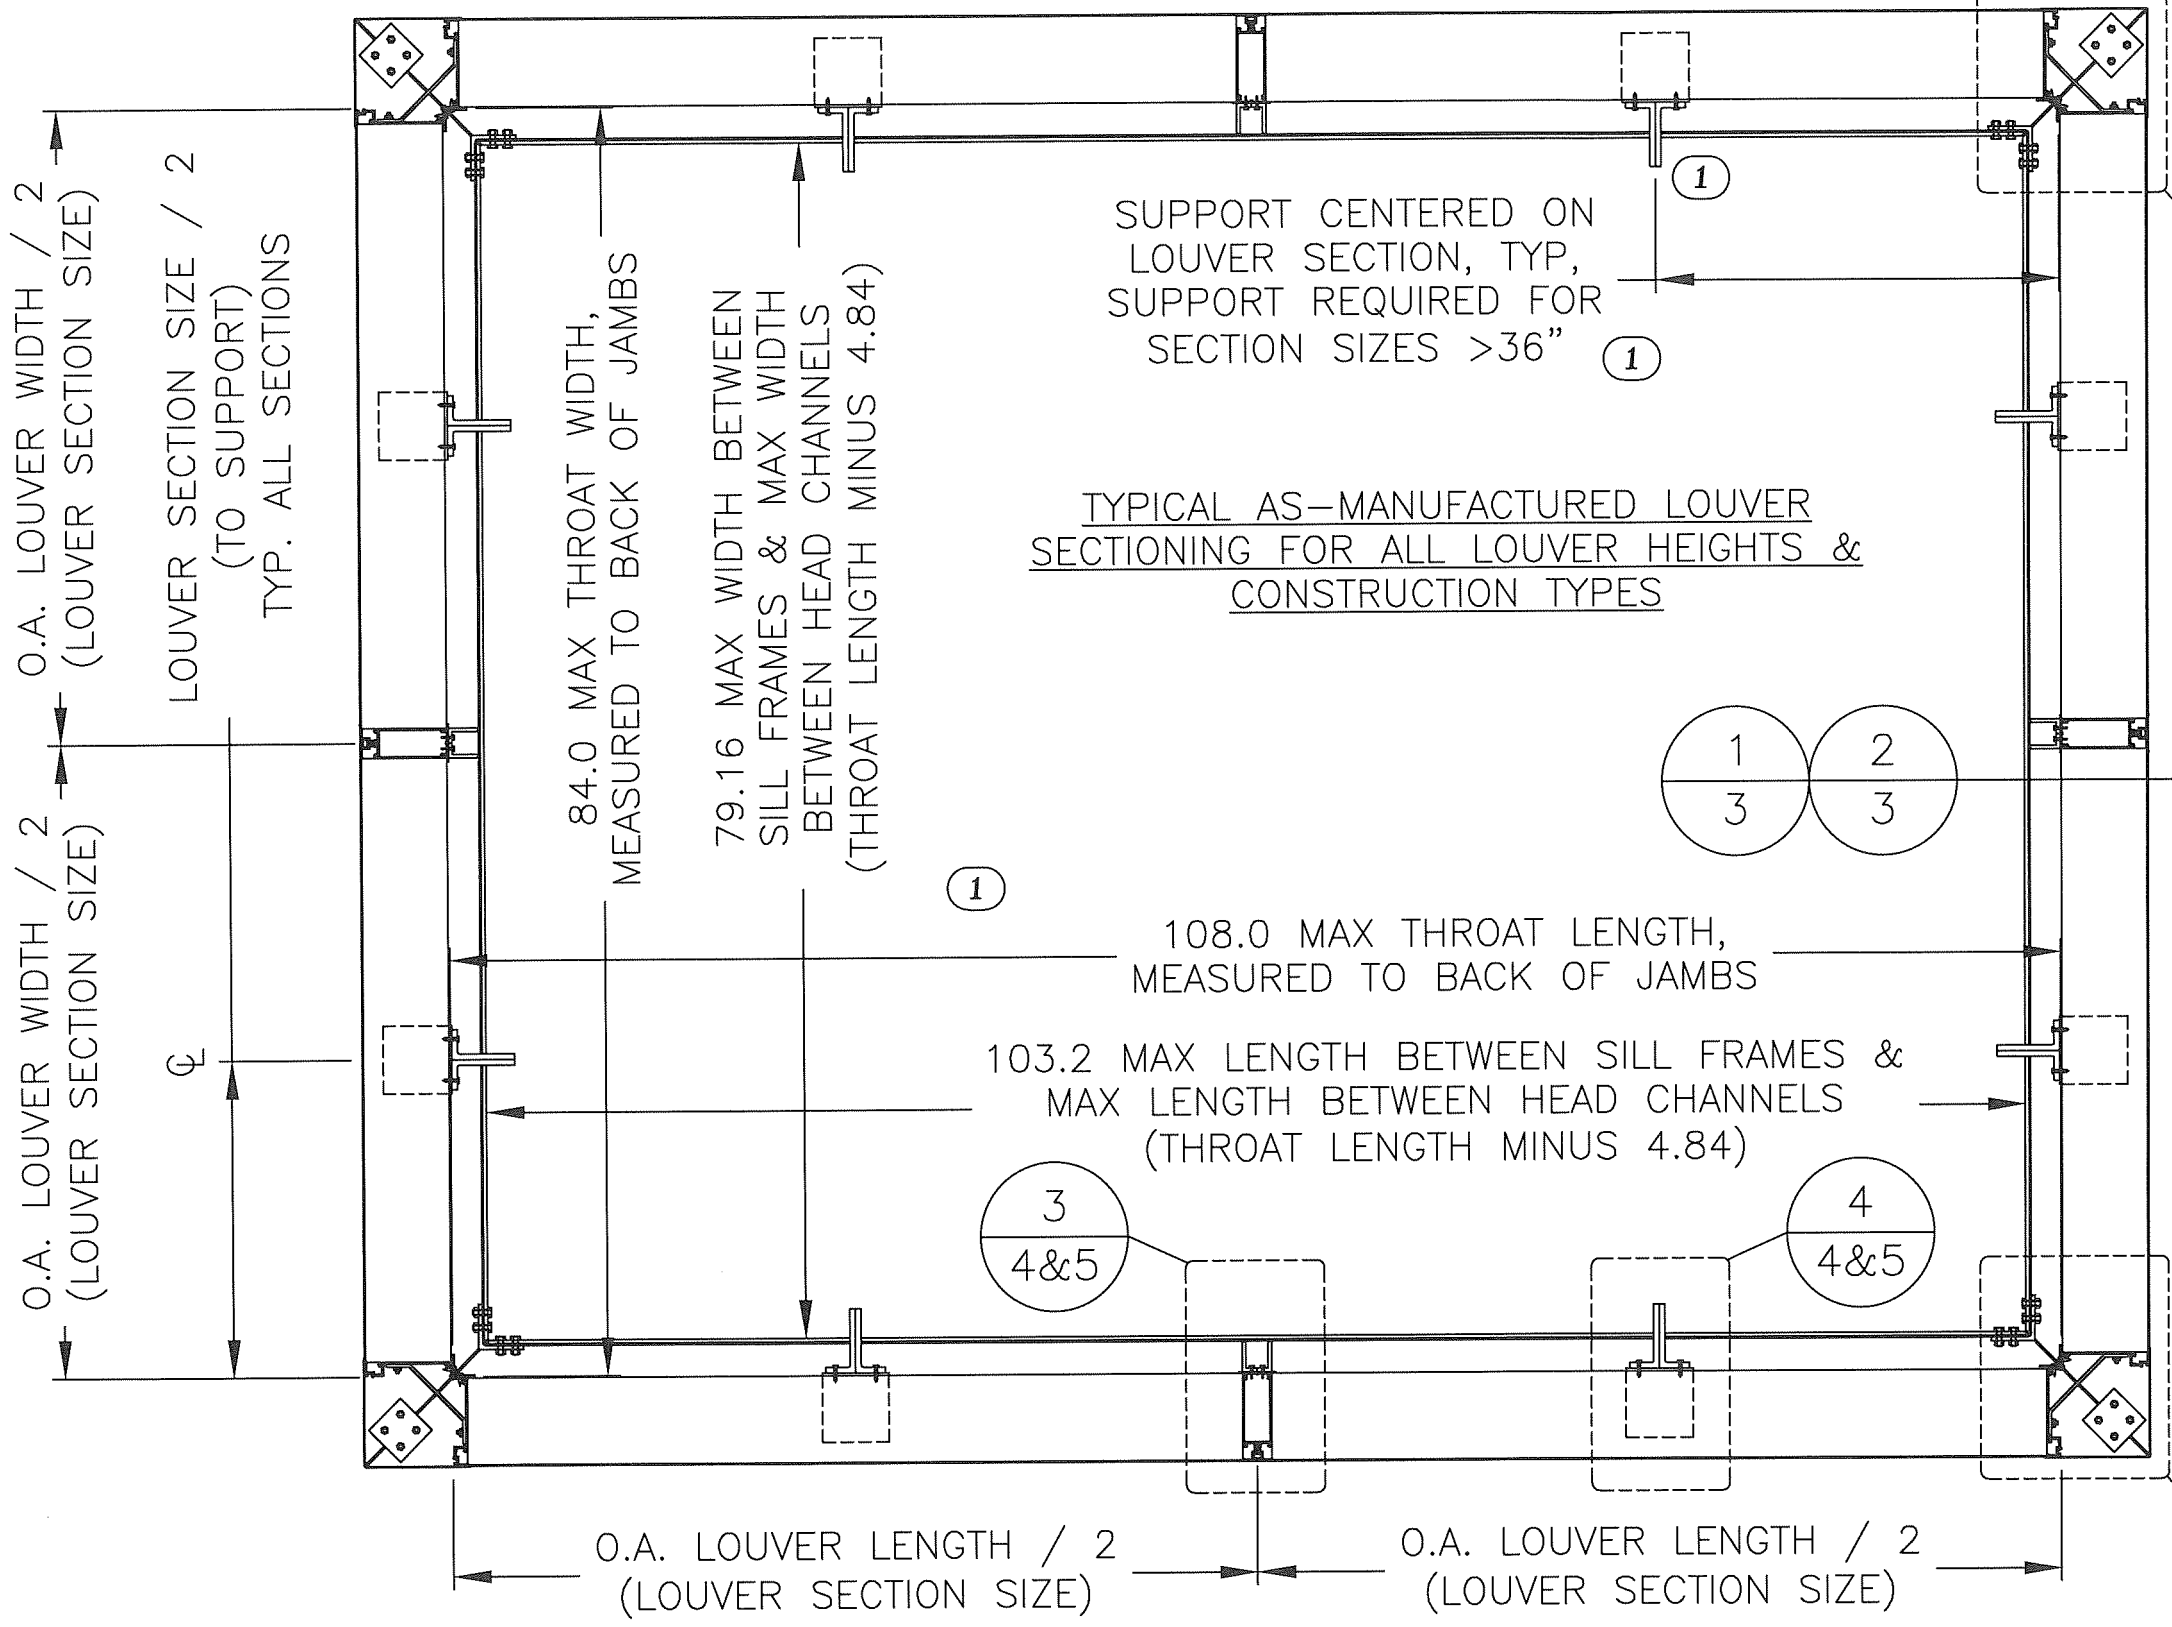 O.A. LOUVER WIDTH / 2
(LOUVER SECTION SIZE)
LOUVER SECTION SIZE / 2
(TO SUPPORT)
TYP. ALL SECTIONS
84.0 MAX THROAT WIDTH,
MEASURED TO BACK OF JAMBS
79.16 MAX WIDTH BETWEEN
SILL FRAMES & MAX WIDTH
BETWEEN HEAD CHANNELS
(THROAT LENGTH MINUS 4.84)
1
SUPPORT CENTERED ON
LOUVER SECTION, TYP,
SUPPORT REQUIRED FOR
SECTION SIZES >36"
1
TYPICAL AS-MANUFACTURED LOUVER
SECTIONING FOR ALL LOUVER HEIGHTS &
CONSTRUCTION TYPES
1
3
2
3
O.A. LOUVER WIDTH / 2
(LOUVER SECTION SIZE)
℄
1
108.0 MAX THROAT LENGTH,
MEASURED TO BACK OF JAMBS
103.2 MAX LENGTH BETWEEN SILL FRAMES &
MAX LENGTH BETWEEN HEAD CHANNELS
(THROAT LENGTH MINUS 4.84)
3
4&5
4
4&5
O.A. LOUVER LENGTH / 2
(LOUVER SECTION SIZE)
O.A. LOUVER LENGTH / 2
(LOUVER SECTION SIZE)